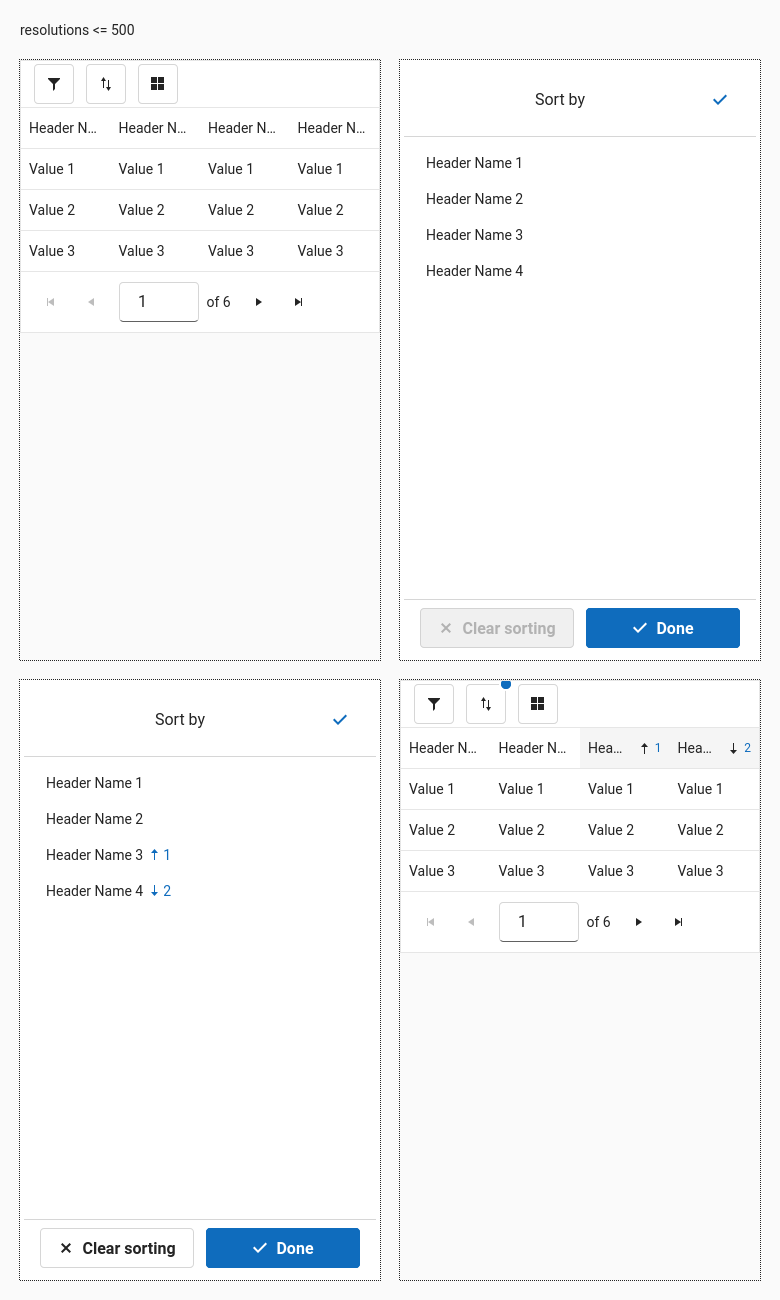 resolutions <= 500
Header N... Header N... Header N... Header N...
Value 1 Value 1 Value 1 Value 1
Value 2 Value 2 Value 2 Value 2
Value 3 Value 3 Value 3 Value 3
1 of 6
Sort by
Header Name 1
Header Name 2
Header Name 3
Header Name 4
Clear sorting Done
Sort by
Header Name 1
Header Name 2
Header Name 3 ↑ 1
Header Name 4 ↓ 2
Clear sorting Done
Header N... Header N... Hea... ↑ 1 Hea... ↓ 2
Value 1 Value 1 Value 1 Value 1
Value 2 Value 2 Value 2 Value 2
Value 3 Value 3 Value 3 Value 3
1 of 6